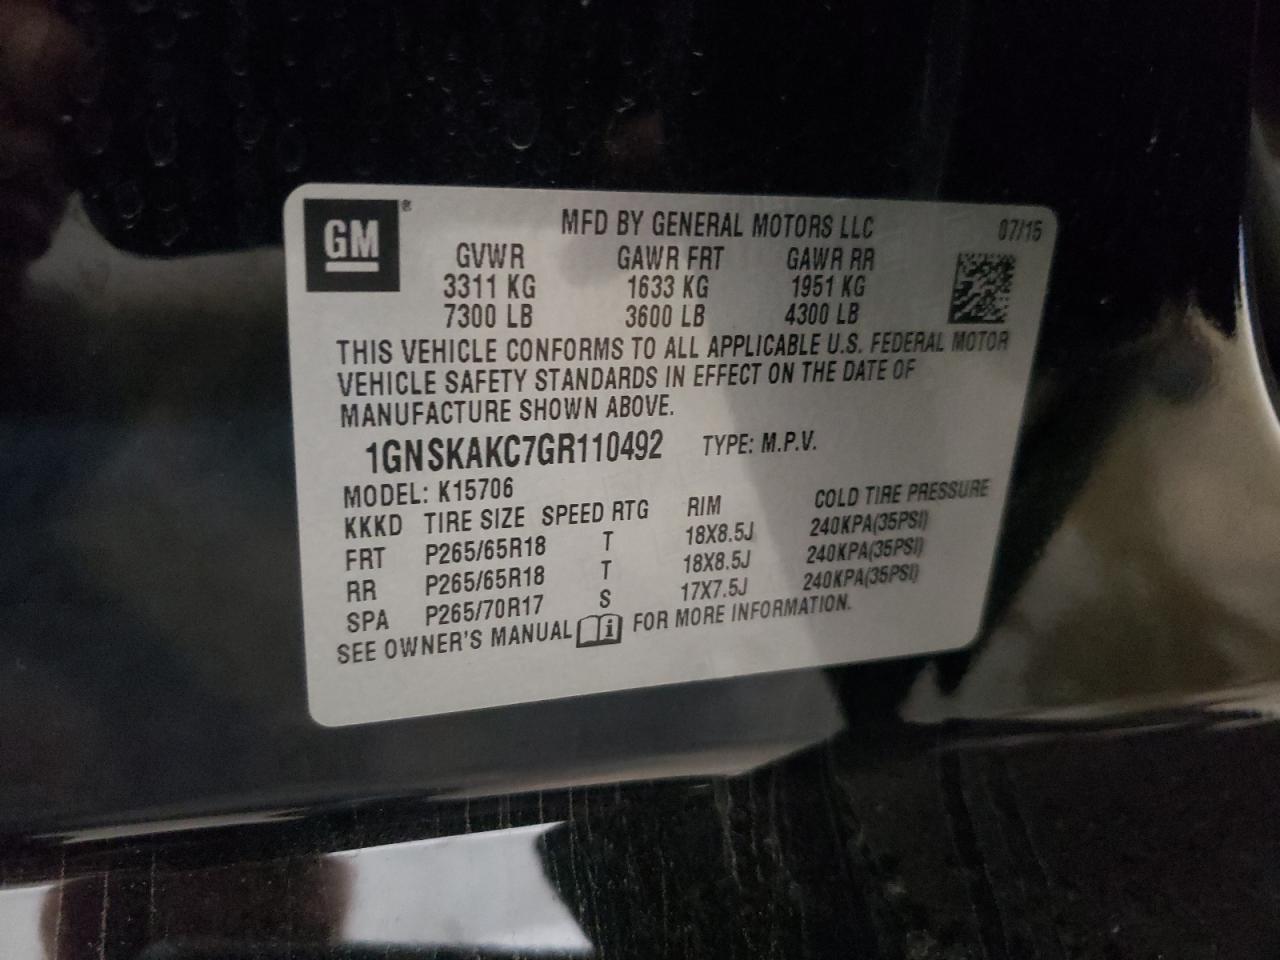 GM®
MFD BY GENERAL MOTORS LLC 07/15
GVWR GAWR FRT GAWR RR
3311 KG 1633 KG 1951 KG
7300 LB 3600 LB 4300 LB
THIS VEHICLE CONFORMS TO ALL APPLICABLE U.S. FEDERAL MOTOR
VEHICLE SAFETY STANDARDS IN EFFECT ON THE DATE OF
MANUFACTURE SHOWN ABOVE.
1GNSKAKC7GR110492 TYPE: M.P.V.
MODEL: K15706
KKKD TIRE SIZE SPEED RTG RIM COLD TIRE PRESSURE
FRT P265/65R18 T 18X8.5J 240KPA(35PSI)
RR P265/65R18 T 18X8.5J 240KPA(35PSI)
SPA P265/70R17 S 17X7.5J 240KPA(35PSI)
SEE OWNER'S MANUAL i FOR MORE INFORMATION.